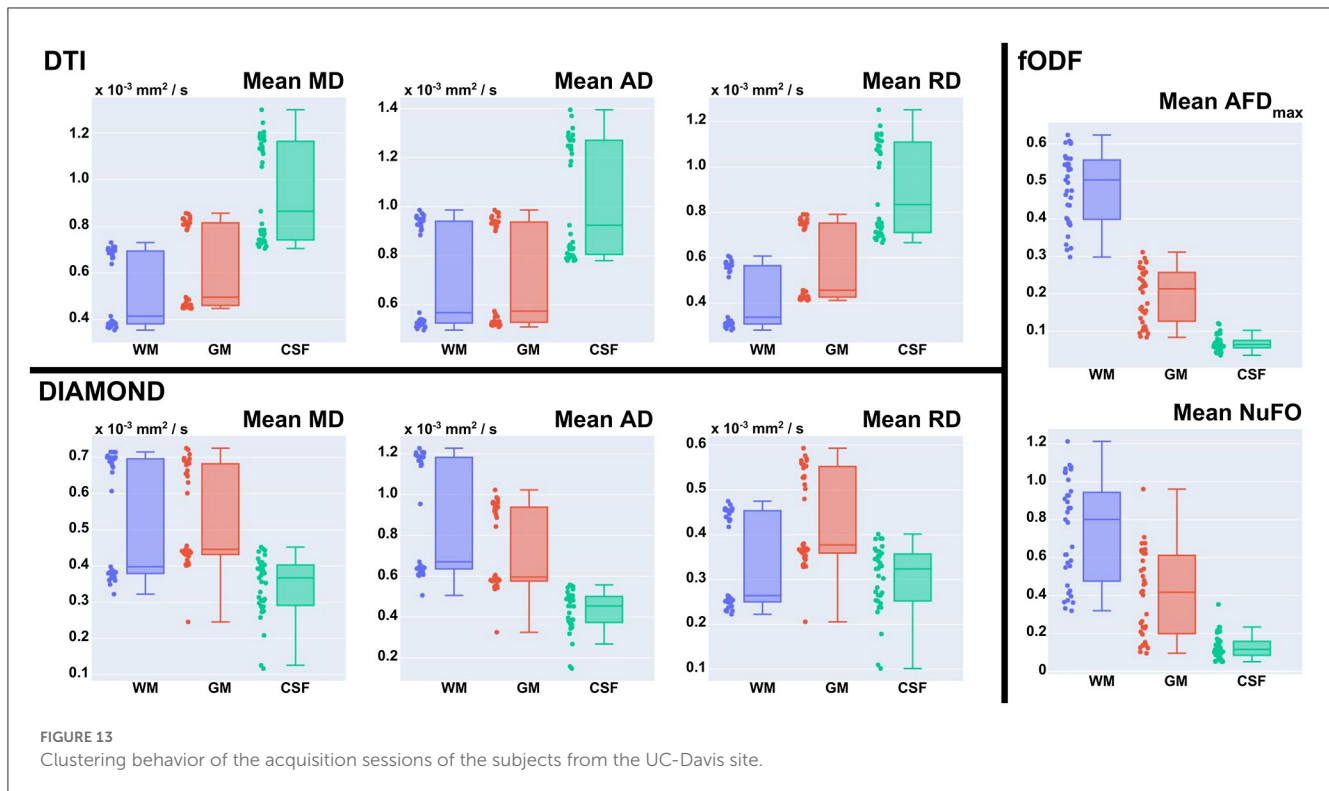 DTI
x 10⁻³ mm² / s
Mean MD
1.2
1.0
0.8
0.6
0.4
WM GM CSF
x 10⁻³ mm² / s
Mean AD
1.4
1.2
1.0
0.8
0.6
WM GM CSF
x 10⁻³ mm² / s
Mean RD
1.2
1.0
0.8
0.6
0.4
WM GM CSF
DIAMOND
x 10⁻³ mm² / s
Mean MD
0.7
0.6
0.5
0.4
0.3
0.2
0.1
WM GM CSF
x 10⁻³ mm² / s
Mean AD
1.2
1.0
0.8
0.6
0.4
0.2
WM GM CSF
x 10⁻³ mm² / s
Mean RD
0.6
0.5
0.4
0.3
0.2
0.1
WM GM CSF
fODF
Mean AFDmax
0.6
0.5
0.4
0.3
0.2
0.1
WM GM CSF
Mean NuFO
1.2
1.0
0.8
0.6
0.4
0.2
0
WM GM CSF
FIGURE 13
Clustering behavior of the acquisition sessions of the subjects from the UC-Davis site.